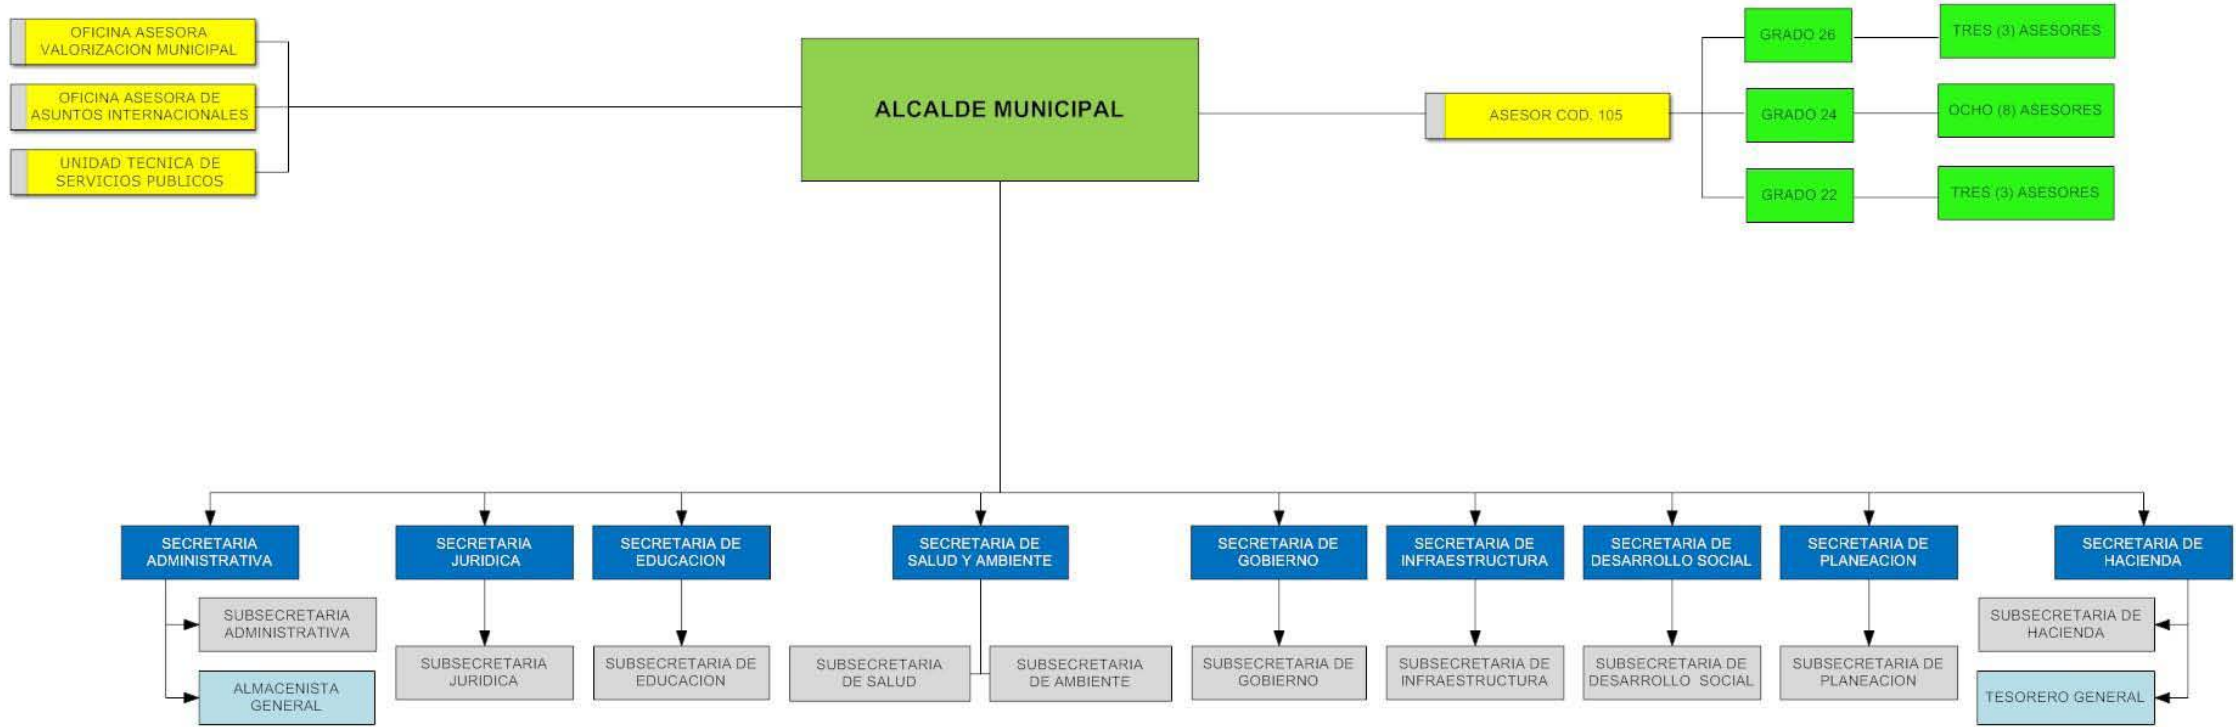 OFICINA ASESORA
VALORIZACION MUNICIPAL
OFICINA ASESORA DE
ASUNTOS INTERNACIONALES
UNIDAD TECNICA DE
SERVICIOS PUBLICOS
ALCALDE MUNICIPAL
ASESOR COD. 105
GRADO 26
TRES (3) ASESORES
GRADO 24
OCHO (8) ASESORES
GRADO 22
TRES (3) ASESORES
SECRETARIA
ADMINISTRATIVA
SECRETARIA
JURIDICA
SECRETARIA DE
EDUCACION
SECRETARIA DE
SALUD Y AMBIENTE
SECRETARIA DE
GOBIERNO
SECRETARIA DE
INFRAESTRUCTURA
SECRETARIA DE
DESARROLLO SOCIAL
SECRETARIA DE
PLANEACION
SECRETARIA DE
HACIENDA
SUBSECRETARIA
ADMINISTRATIVA
ALMACENISTA
GENERAL
SUBSECRETARIA
JURIDICA
SUBSECRETARIA DE
EDUCACION
SUBSECRETARIA
DE SALUD
SUBSECRETARIA
DE AMBIENTE
SUBSECRETARIA DE
GOBIERNO
SUBSECRETARIA DE
INFRAESTRUCTURA
SUBSECRETARIA DE
DESARROLLO SOCIAL
SUBSECRETARIA DE
PLANEACION
SUBSECRETARIA DE
HACIENDA
TESORERO GENERAL